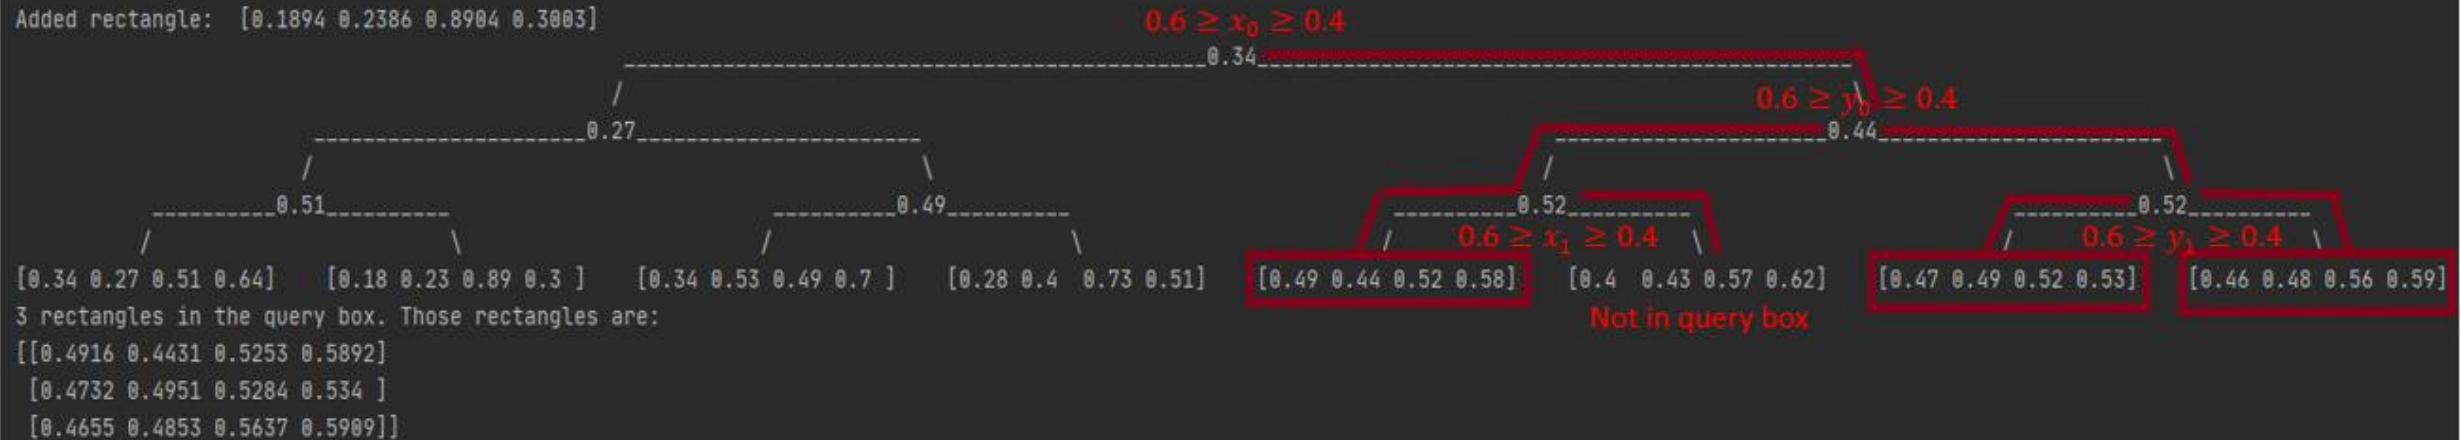 Added rectangle:  [0.1894 0.2386 0.8904 0.3003]
0.6 ≥ x₀ ≥ 0.4
0.34
0.6 ≥ y₀ ≥ 0.4
0.27 0.44
0.51 0.49 0.52 0.52
0.6 ≥ x₁ ≥ 0.4 0.6 ≥ y₁ ≥ 0.4
[0.34 0.27 0.51 0.64] [0.18 0.23 0.89 0.3 ] [0.34 0.53 0.49 0.7 ] [0.28 0.4  0.73 0.51] [0.49 0.44 0.52 0.58] [0.4  0.43 0.57 0.62] [0.47 0.49 0.52 0.53] [0.46 0.48 0.56 0.59]
3 rectangles in the query box. Those rectangles are:
Not in query box
[[0.4916 0.4431 0.5253 0.5892]
[0.4732 0.4951 0.5284 0.534 ]
[0.4655 0.4853 0.5637 0.5909]]